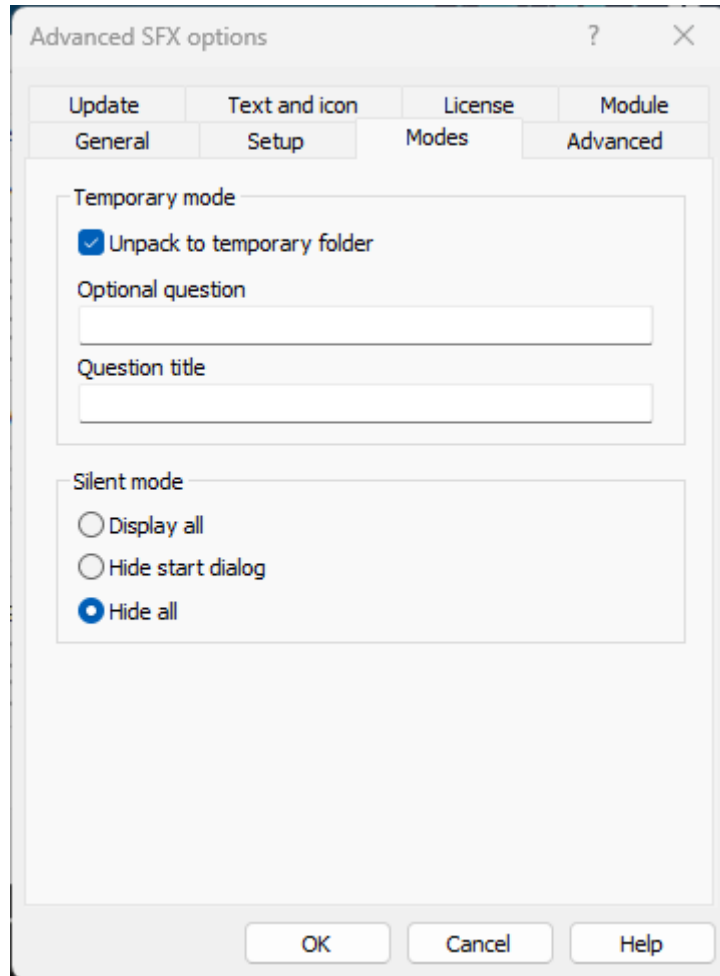 Advanced SFX options
Update Text and icon License Module
General Setup Modes Advanced
Temporary mode
Unpack to temporary folder
Optional question
Question title
Silent mode
Display all
Hide start dialog
Hide all
OK Cancel Help